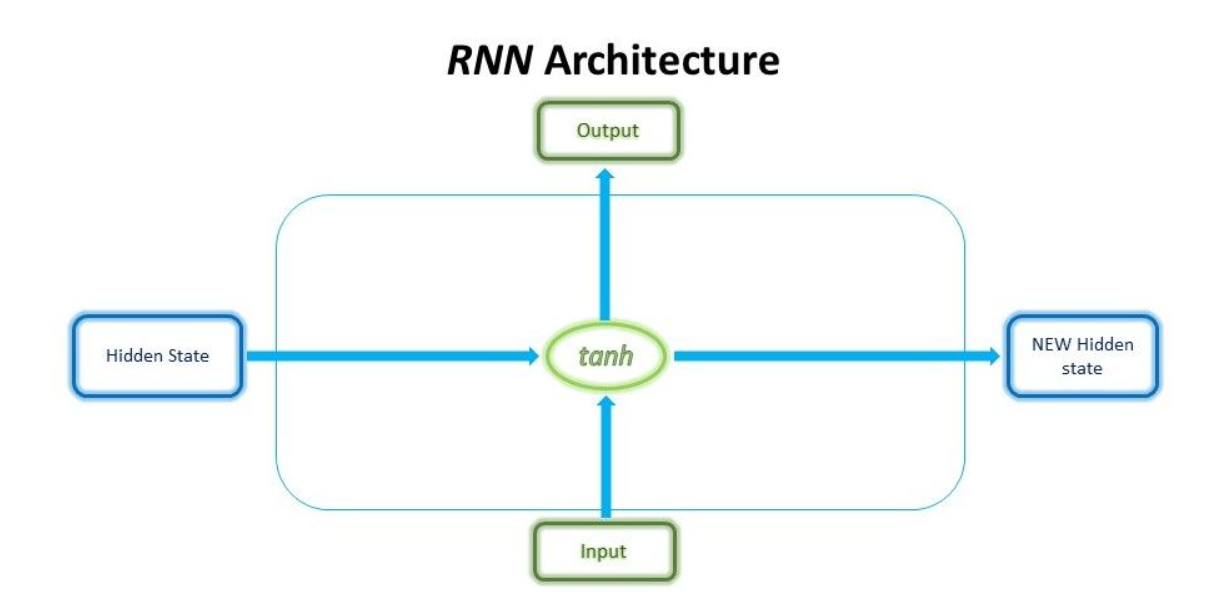 RNN Architecture
Output
Hidden State
tanh
NEW Hidden
state
Input